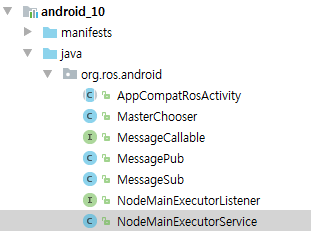 android_10
manifests
java
org.ros.android
AppCompatRosActivity
MasterChooser
MessageCallable
MessagePub
MessageSub
NodeMainExecutorListener
NodeMainExecutorService